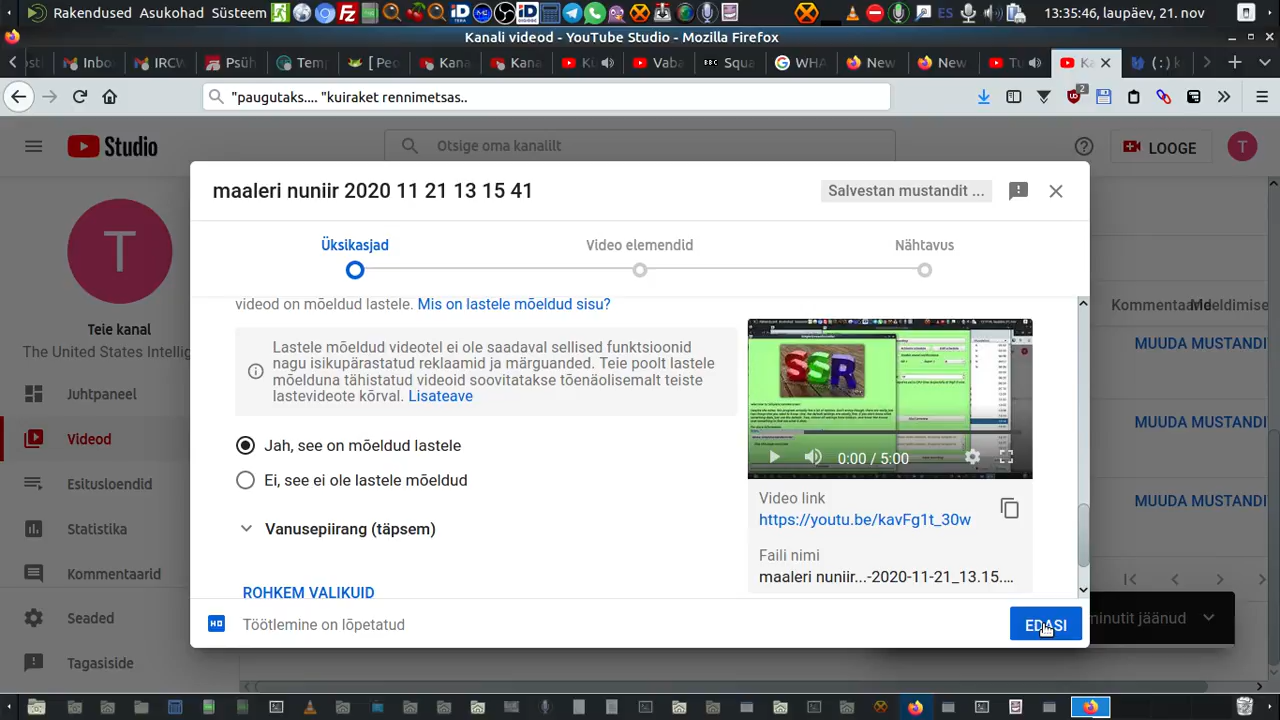 Rakendused Asukohad Süsteem
ES
13:35:46, laupäev, 21. nov
Kanali videod - YouTube Studio - Mozilla Firefox
Inbo
IRCW
Psüh
Temp
[ Pec
Kana
Kana
Vaba
BBC Squa
WHA
New
New
Ka
( : ) k
"paugutaks.... "kuiraket rennimetsas..
2
Studio
Otsige oma kanalilt
LOOGE
T
maaleri nuniir 2020 11 21 13 15 41
Salvestan mustandit ...
Üksikasjad
Video elemendid
Nähtavus
T
Teie kanal
The United States Intellig
Juhtpaneel
Videod
Esitusloendid
Statistika
Kommentaarid
Seaded
Tagasiside
videod on mõeldud lastele. Mis on lastele mõeldud sisu?
Lastele mõeldud videotel ei ole saadaval sellised funktsioonid
nagu isikupärastatud reklaamid ja märguanded. Teie poolt lastele
mõelduna tähistatud videoid soovitatakse tõenäolisemalt teiste
lastevideote kõrval. Lisateave
Jah, see on mõeldud lastele
Ei, see ei ole lastele mõeldud
Vanusepiirang (täpsem)
ROHKEM VALIKUID
SSR
0:00 / 5:00
Video link
https://youtu.be/kavFg1t_30w
Faili nimi
maaleri nuniir...-2020-11-21_13.15....
MUUDA MUSTANDI
MUUDA MUSTANDI
MUUDA MUSTANDI
HD
Töötlemine on lõpetatud
EDASI
minutit jäänud